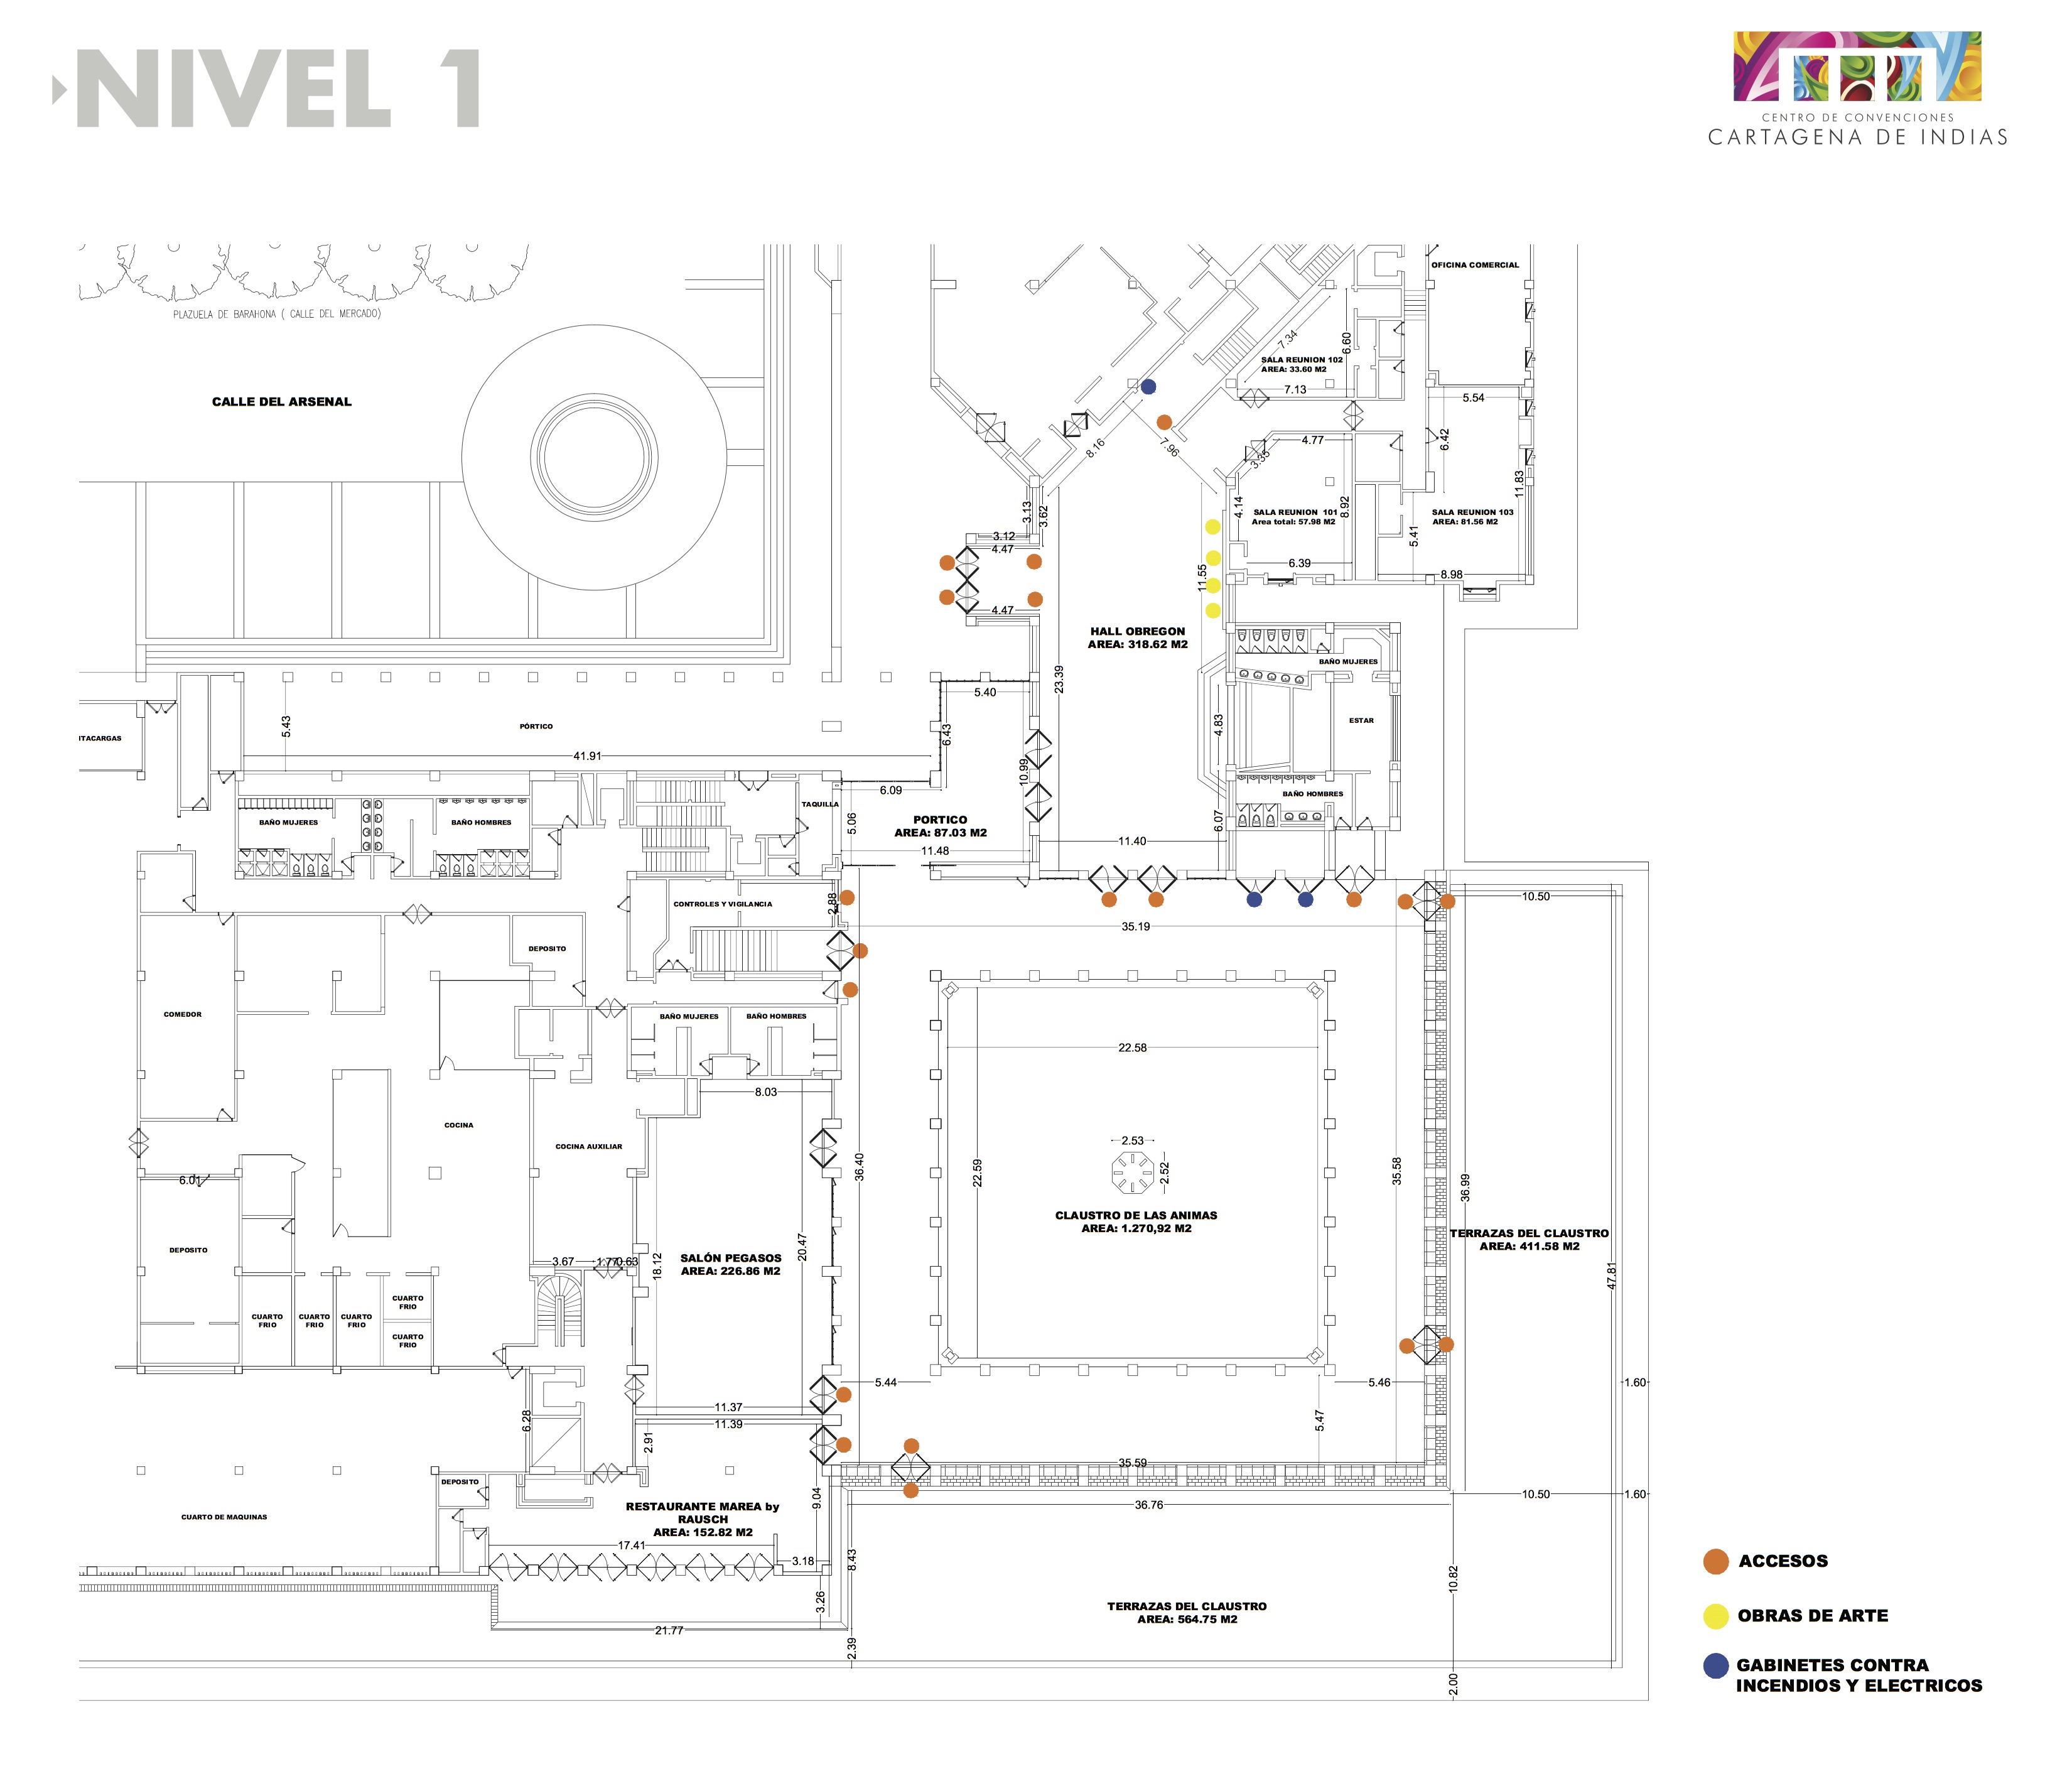 NIVEL 1
CENTRO DE CONVENCIONES
CARTAGENA DE INDIAS
PLAZUELA DE BARAHONA ( CALLE DEL MERCADO)
CALLE DEL ARSENAL
OFICINA COMERCIAL
7.34
6.60
SALA REUNION 102
AREA: 33.60 M2
7.13
5.54
8.16
7.96
4.77
3.35
6.42
11.83
4.14
8.92
SALA REUNION 101
Area total: 57.98 M2
SALA REUNION 103
AREA: 81.56 M2
5.41
6.39
8.98
3.13
3.62
3.12
4.47
4.47
11.55
HALL OBREGON
AREA: 318.62 M2
23.39
BAÑO MUJERES
ESTAR
4.83
BAÑO HOMBRES
6.07
11.40
5.40
6.43
10.99
5.43
PÓRTICO
41.91
ITACARGAS
6.09
TAQUILLA
5.06
PORTICO
AREA: 87.03 M2
11.48
BAÑO MUJERES
BAÑO HOMBRES
CONTROLES Y VIGILANCIA
2.88
35.19
10.50
DEPOSITO
COMEDOR
BAÑO MUJERES
BAÑO HOMBRES
22.58
8.03
COCINA
COCINA AUXILIAR
2.53
2.52
36.40
22.59
35.58
36.99
6.01
CLAUSTRO DE LAS ANIMAS
AREA: 1.270,92 M2
TERRAZAS DEL CLAUSTRO
AREA: 411.58 M2
47.81
DEPOSITO
3.67
1.77
0.63
18.12
20.47
SALÓN PEGASOS
AREA: 226.86 M2
CUARTO
FRIO
CUARTO
FRIO
CUARTO
FRIO
CUARTO
FRIO
CUARTO
FRIO
5.44
5.46
1.60
11.37
11.39
6.28
2.91
5.47
35.59
DEPOSITO
10.50
1.60
36.76
9.04
CUARTO DE MAQUINAS
RESTAURANTE MAREA by
RAUSCH
AREA: 152.82 M2
17.41
3.18
8.43
10.82
3.26
21.77
2.39
2.00
TERRAZAS DEL CLAUSTRO
AREA: 564.75 M2
ACCESOS
OBRAS DE ARTE
GABINETES CONTRA
INCENDIOS Y ELECTRICOS